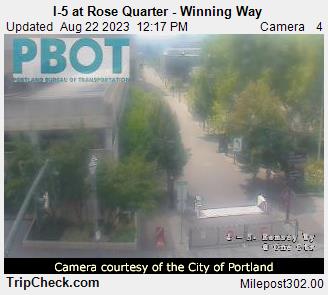 I-5 at Rose Quarter - Winning Way
Updated Aug 22 2023 12:17 PM Camera 4
PBOT
PORTLAND BUREAU OF TRANSPORTATION
Camera courtesy of the City of Portland
TripCheck.com Milepost302.00